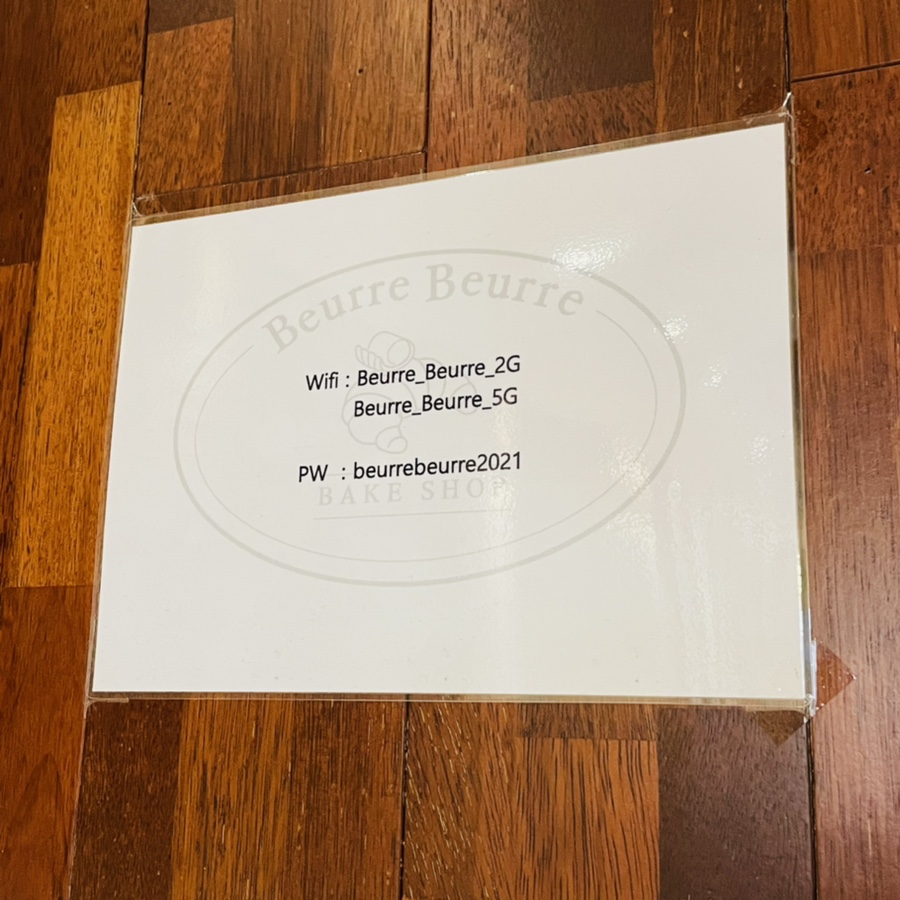 Beurre Beurre
Wifi : Beurre_Beurre_2G
Beurre_Beurre_5G
PW : beurrebeurre2021
BAKE SHOP